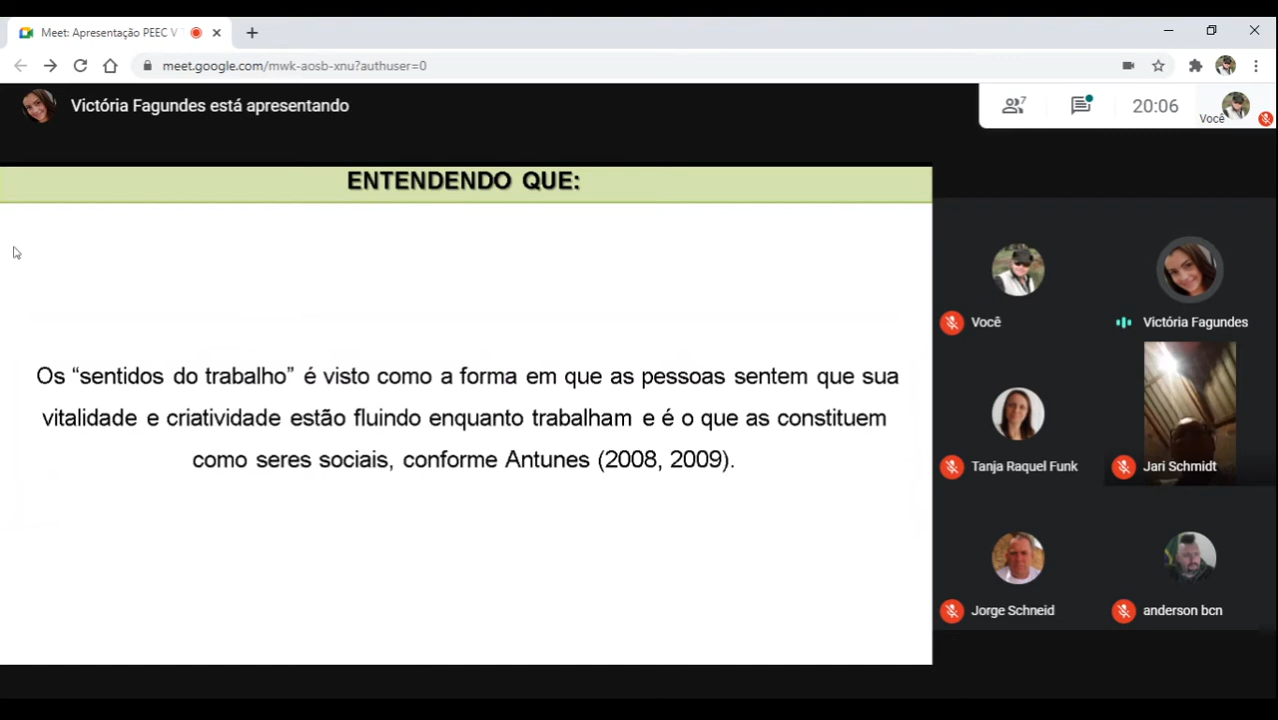 Meet: Apresentação PEEC V
meet.google.com/mwk-aosb-xnu?authuser=0
Victória Fagundes está apresentando
7
20:06
Você
ENTENDENDO QUE:
Os “sentidos do trabalho” é visto como a forma em que as pessoas sentem que sua
vitalidade e criatividade estão fluindo enquanto trabalham e é o que as constituem
como seres sociais, conforme Antunes (2008, 2009).
Você
Victória Fagundes
Tanja Raquel Funk
Jari Schmidt
Jorge Schneid
anderson bcn